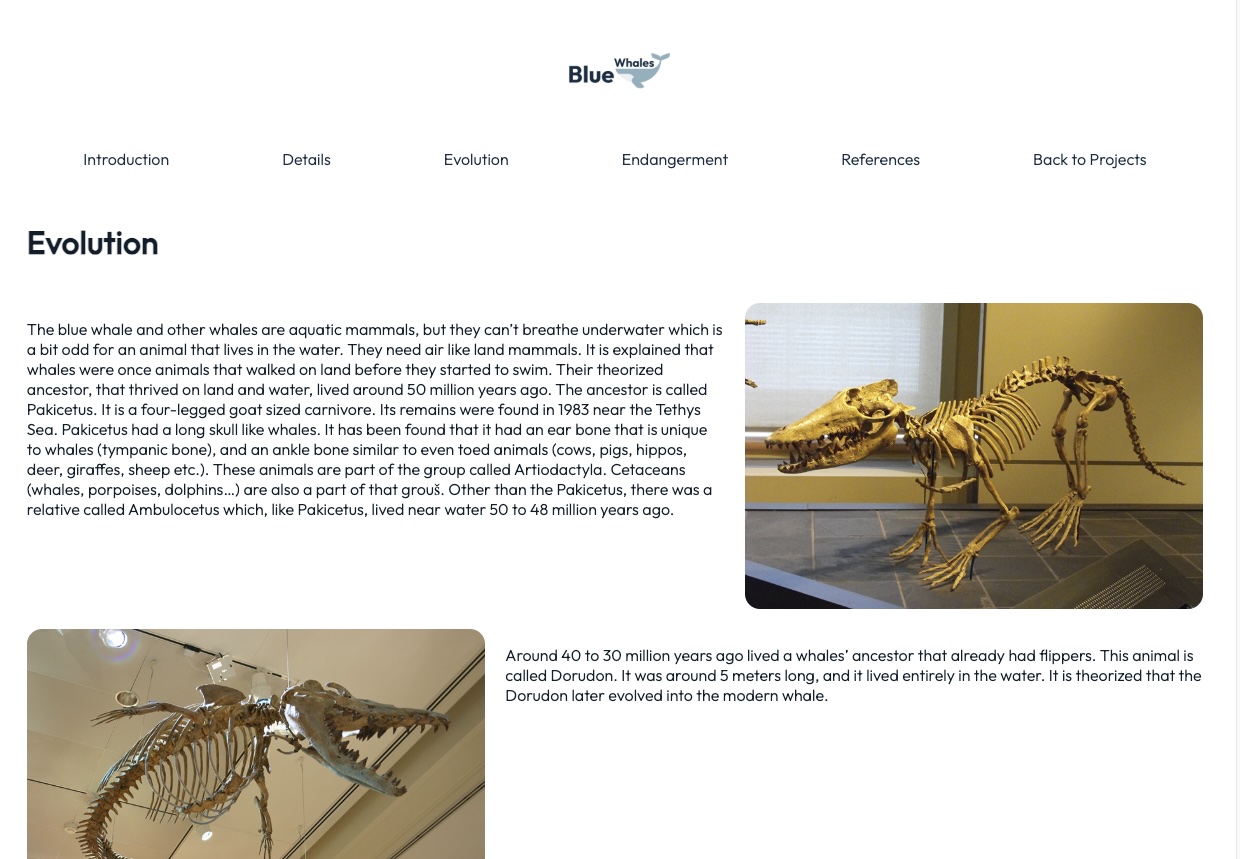 Blue Whales
Introduction Details Evolution Endangerment References Back to Projects
Evolution
The blue whale and other whales are aquatic mammals, but they can’t breathe underwater which is
a bit odd for an animal that lives in the water. They need air like land mammals. It is explained that
whales were once animals that walked on land before they started to swim. Their theorized
ancestor, that thrived on land and water, lived around 50 million years ago. The ancestor is called
Pakicetus. It is a four-legged goat sized carnivore. Its remains were found in 1983 near the Tethys
Sea. Pakicetus had a long skull like whales. It has been found that it had an ear bone that is unique
to whales (tympanic bone), and an ankle bone similar to even toed animals (cows, pigs, hippos,
deer, giraffes, sheep etc.). These animals are part of the group called Artiodactyla. Cetaceans
(whales, porpoises, dolphins…) are also a part of that grouš. Other than the Pakicetus, there was a
relative called Ambulocetus which, like Pakicetus, lived near water 50 to 48 million years ago.
Around 40 to 30 million years ago lived a whales’ ancestor that already had flippers. This animal is
called Dorudon. It was around 5 meters long, and it lived entirely in the water. It is theorized that the
Dorudon later evolved into the modern whale.